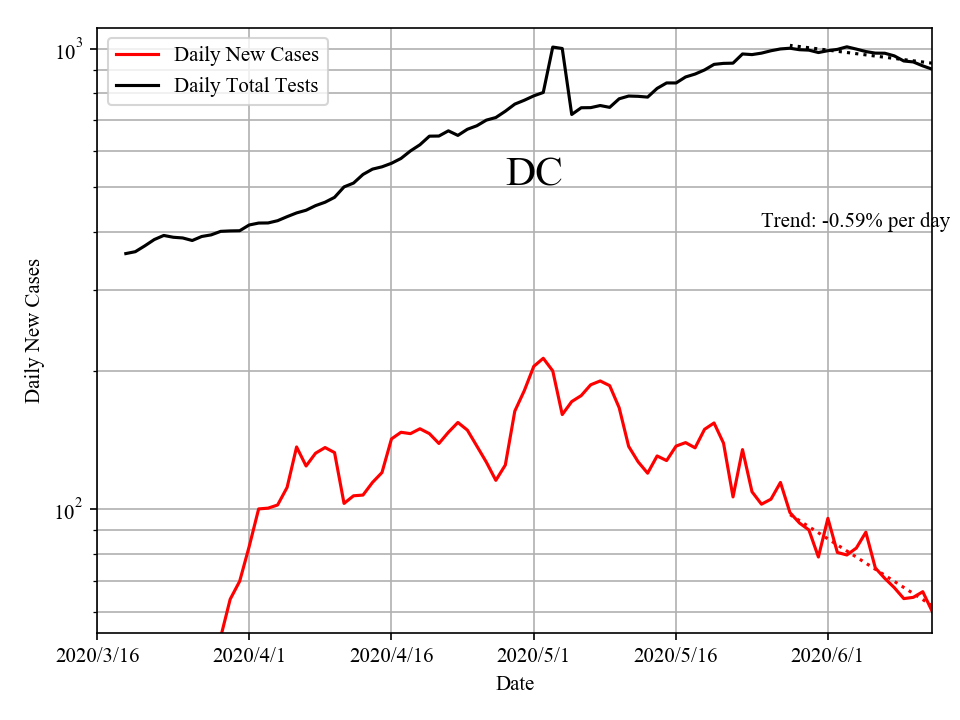 Daily New Cases
Daily Total Tests
DC
Trend: -0.59% per day
Daily New Cases
10³
10²
2020/3/16 2020/4/1 2020/4/16 2020/5/1 2020/5/16 2020/6/1
Date